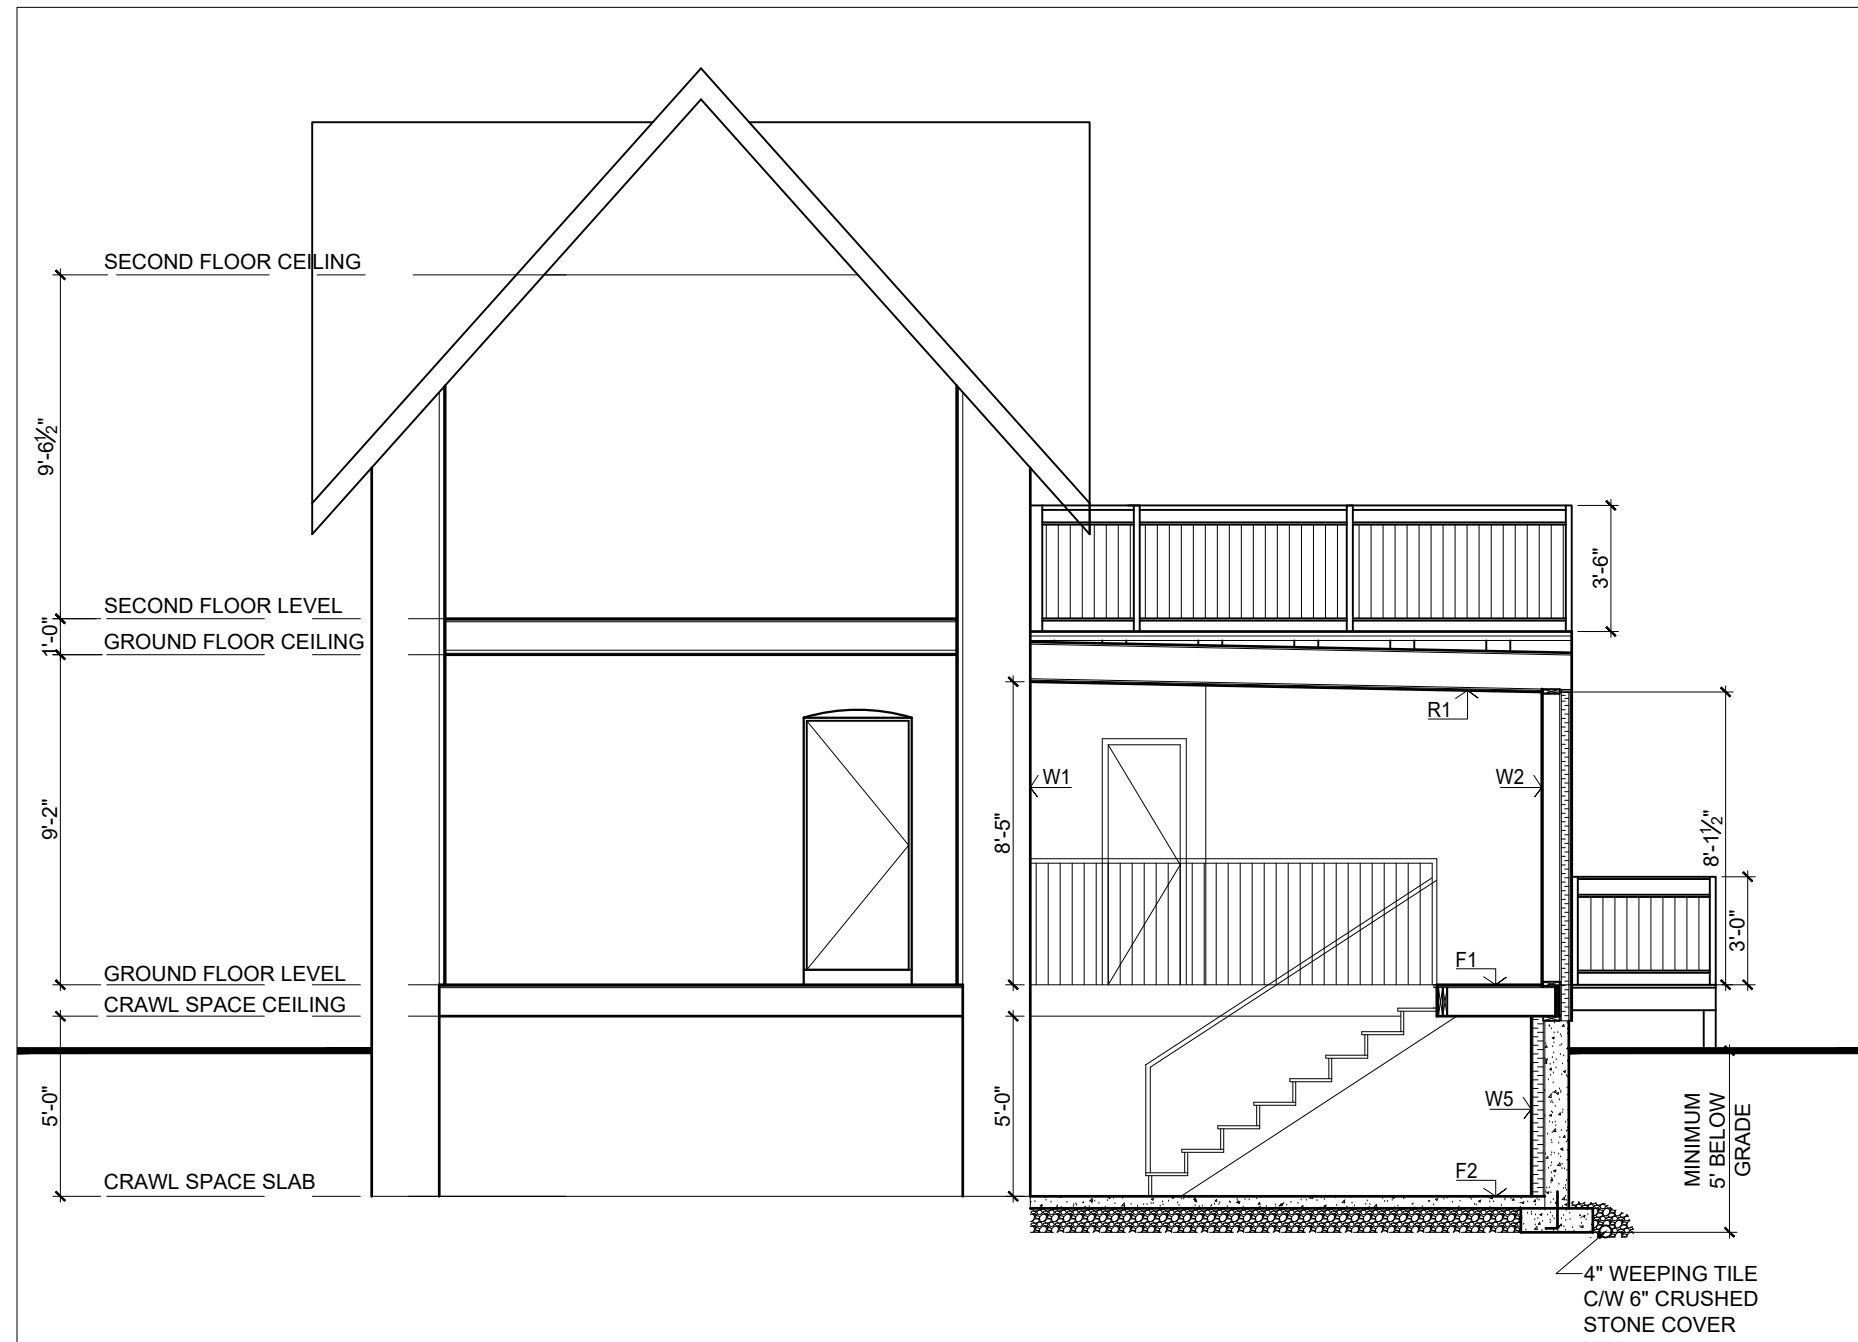 SECOND FLOOR CEILING
9'-6½"
3'-6"
SECOND FLOOR LEVEL
1'-0"
GROUND FLOOR CEILING
R1
W1
W2
9'-2"
8'-5"
8'-1½"
3'-0"
F1
GROUND FLOOR LEVEL
CRAWL SPACE CEILING
5'-0"
5'-0"
W5
MINIMUM
5' BELOW
GRADE
F2
CRAWL SPACE SLAB
4" WEEPING TILE
C/W 6" CRUSHED
STONE COVER